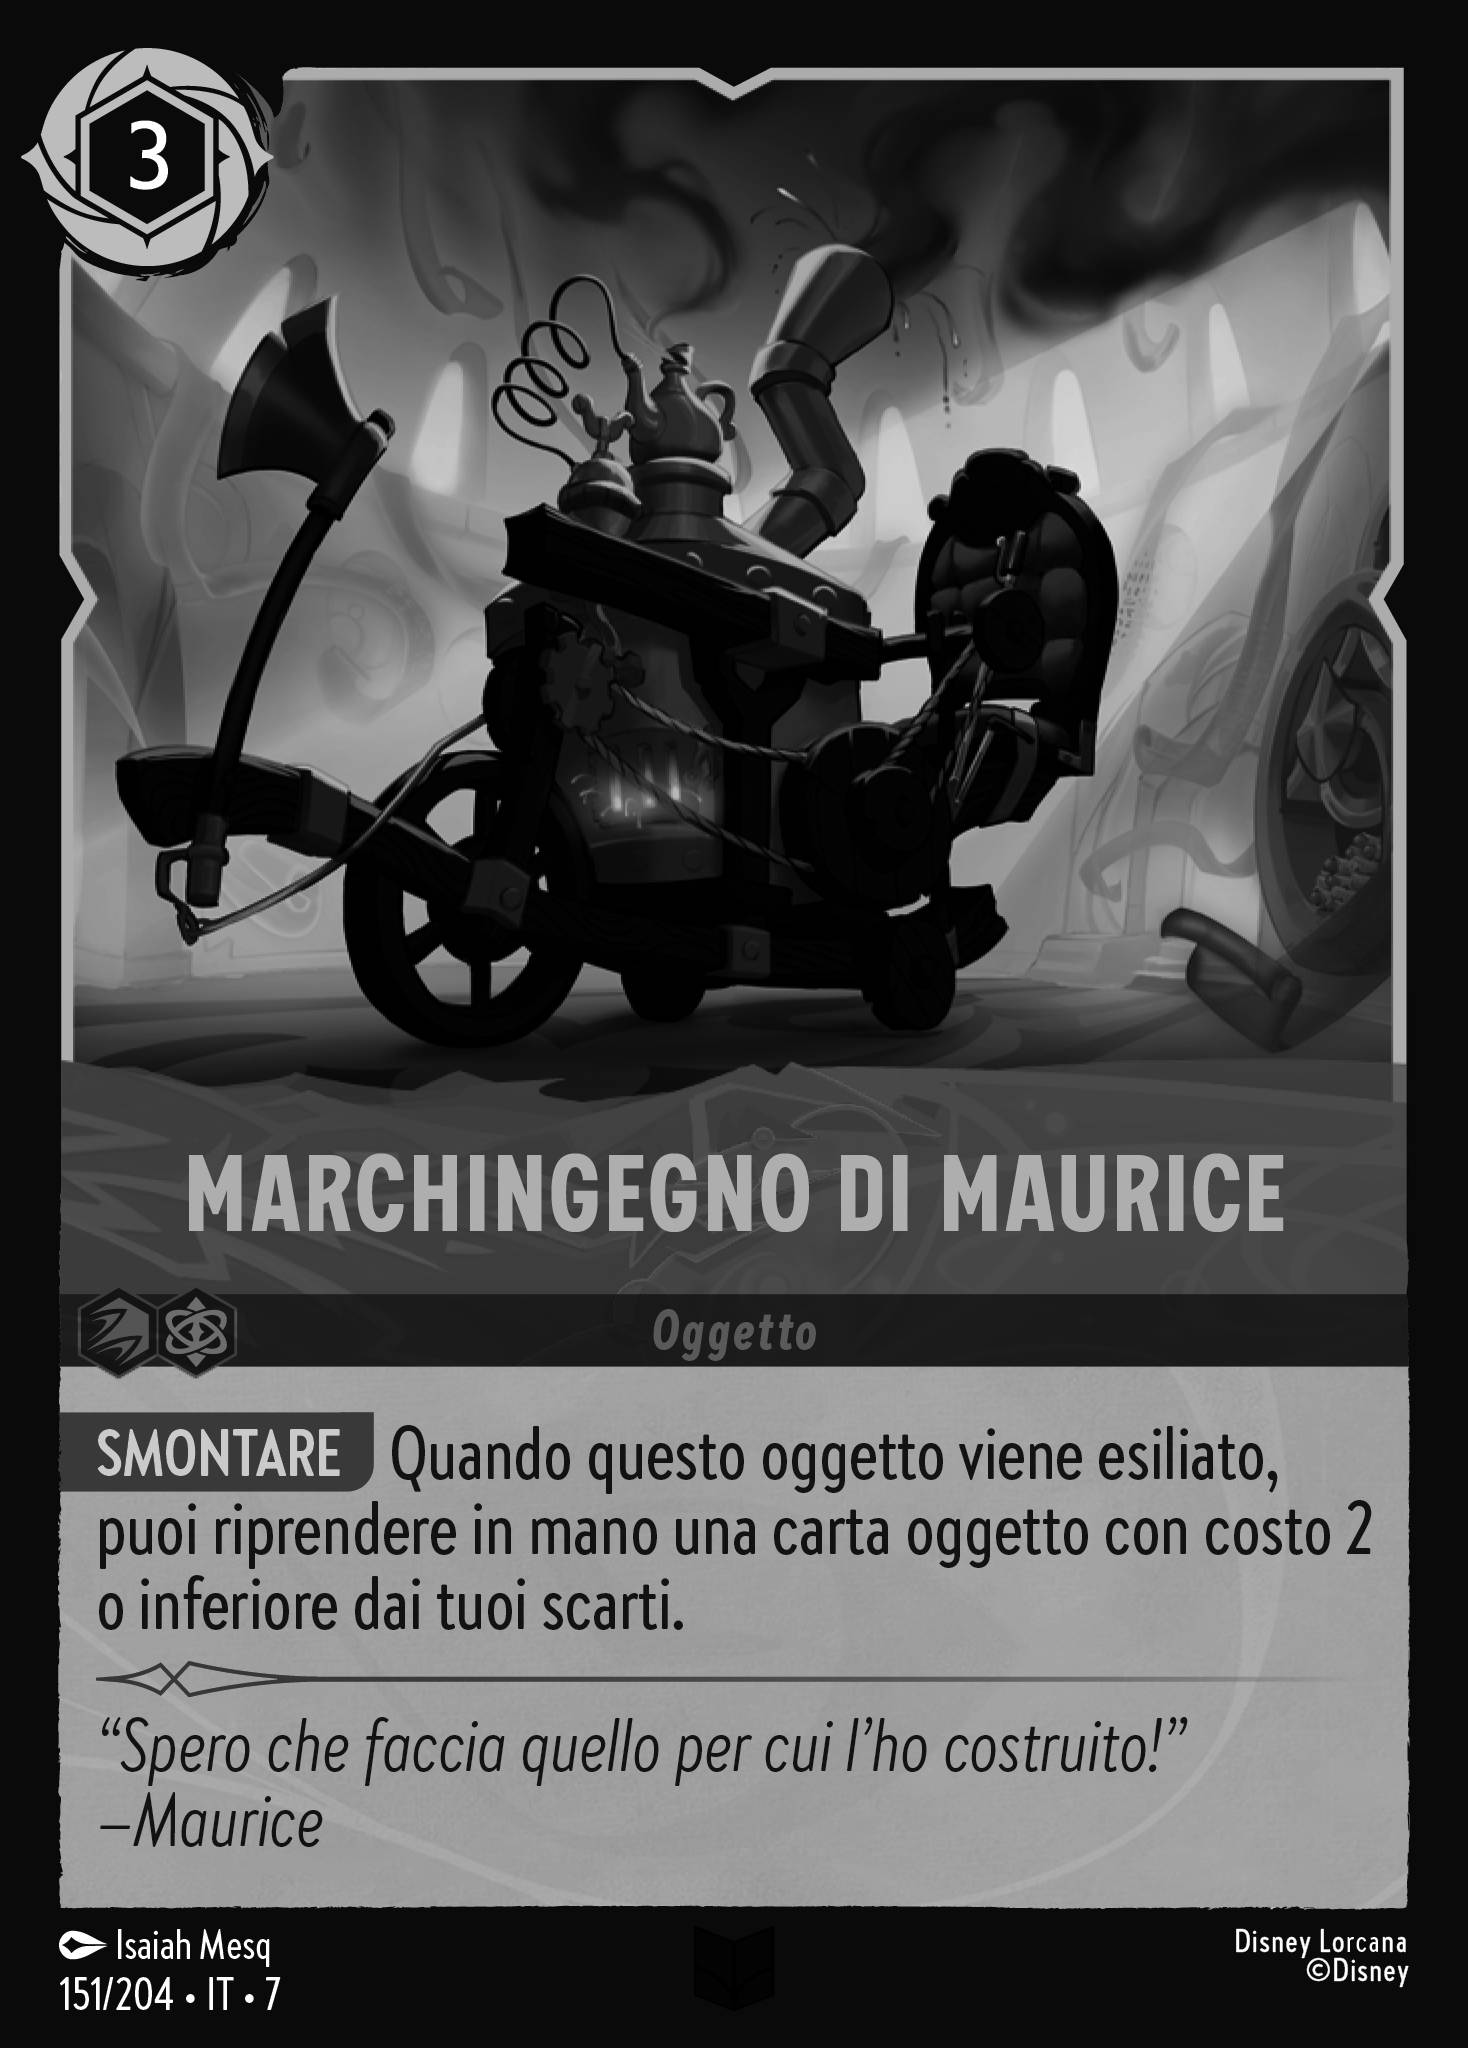 3
MARCHINGEGNO DI MAURICE
Oggetto
SMONTARE Quando questo oggetto viene esiliato,
puoi riprendere in mano una carta oggetto con costo 2
o inferiore dai tuoi scarti.
“Spero che faccia quello per cui l’ho costruito!”
–Maurice
Isaiah Mesq
151/204 • IT • 7
Disney Lorcana
©Disney